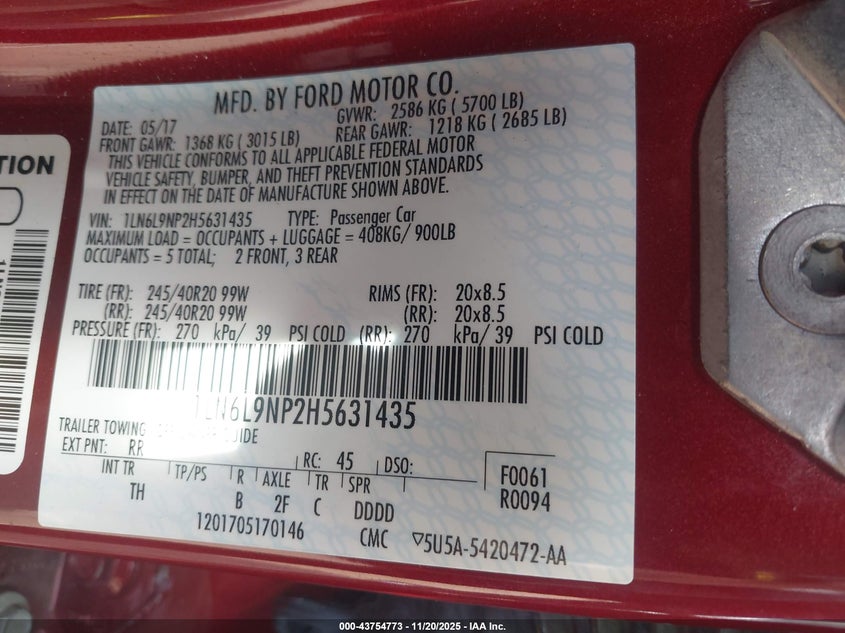 MFD. BY FORD MOTOR CO.
DATE: 05/17 GVWR: 2586 KG ( 5700 LB)
FRONT GAWR: 1368 KG ( 3015 LB) REAR GAWR: 1218 KG ( 2685 LB)
THIS VEHICLE CONFORMS TO ALL APPLICABLE FEDERAL MOTOR
VEHICLE SAFETY, BUMPER, AND THEFT PREVENTION STANDARDS
IN EFFECT ON THE DATE OF MANUFACTURE SHOWN ABOVE.
VIN: 1LN6L9NP2H5631435 TYPE: Passenger Car
MAXIMUM LOAD = OCCUPANTS + LUGGAGE = 408KG/ 900LB
OCCUPANTS = 5 TOTAL; 2 FRONT, 3 REAR
TIRE (FR): 245/40R20 99W RIMS (FR): 20x8.5
(RR): 245/40R20 99W (RR): 20x8.5
PRESSURE (FR): 270 kPa/ 39 PSI COLD (RR): 270 kPa/ 39 PSI COLD
1LN6L9NP2H5631435
TRAILER TOWING GUIDE
EXT PNT: RR RC: 45 DSO: F0061
INT TR TP/PS R AXLE TR SPR R0094
TH B 2F C DDDD
1201705170146 CMC 5U5A-5420472-AA
TION
000-43754773 - 11/20/2025 - IAA Inc.